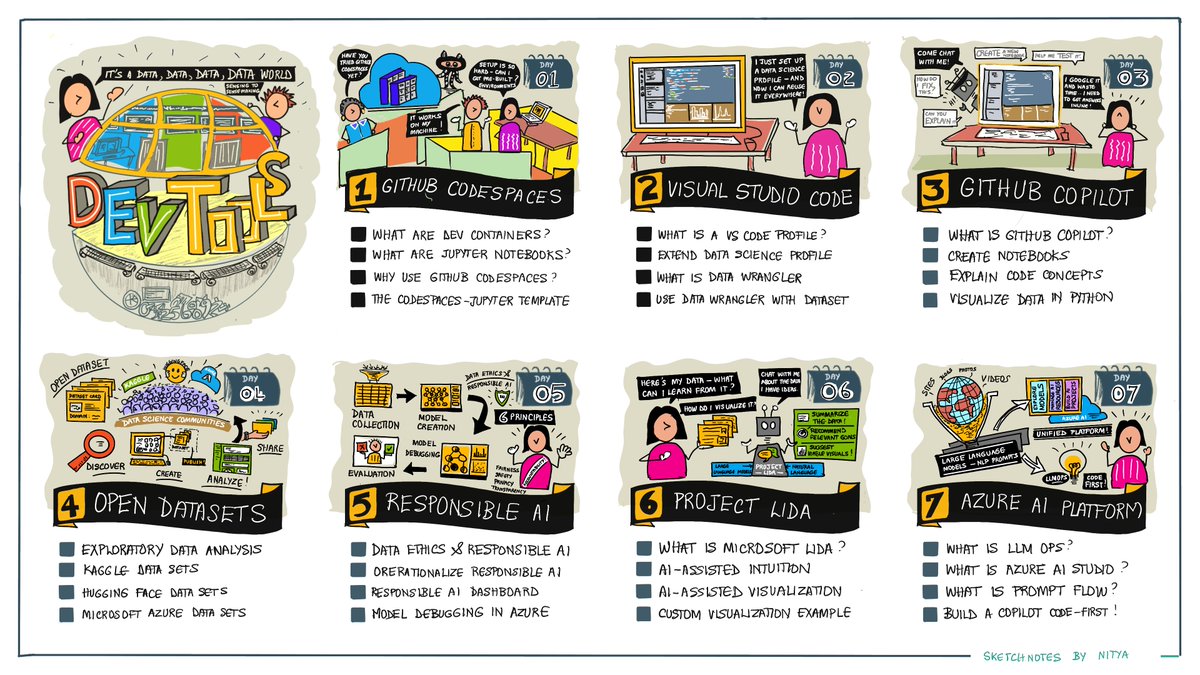 IT'S A DATA, DATA, DATA, DATA WORLD
SENSING TO
SENSE MAKING
DEVTOOLS
HAVE YOU
TRIED GITHUB
CODESPACES
YET?
SETUP IS SO
HARD - CAN I
GET PRE-BUILT
ENVIRONMENTS?
IT WORKS
ON MY
MACHINE!
DAY
01
1 GITHUB CODESPACES
WHAT ARE DEV CONTAINERS?
WHAT ARE JUPYTER NOTEBOOKS?
WHY USE GITHUB CODESPACES?
THE CODESPACES-JUPYTER TEMPLATE
I JUST SET UP
A DATA SCIENCE
PROFILE - AND
NOW I CAN REUSE
IT EVERYWHERE!
DAY
02
2 VISUAL STUDIO CODE
WHAT IS A VS CODE PROFILE?
EXTEND DATA SCIENCE PROFILE
WHAT IS DATA WRANGLER
USE DATA WRANGLER WITH DATASET
COME CHAT
WITH ME!
CREATE A NEW
NOTEBOOK
HELP ME TEST IT
HOW DO I
FIX
THIS?
CAN YOU
EXPLAIN
I GOOGLE IT
AND WASTE
TIME - I NEED
TO GET ANSWERS
INLINE!
DAY
03
3 GITHUB COPILOT
WHAT IS GITHUB COPILOT?
CREATE NOTEBOOKS
EXPLAIN CODE CONCEPTS
VISUALIZE DATA IN PYTHON
OPEN DATASET
DATASET CARD
DOMAIN:
KAGGLE
DATA SCIENCE COMMUNITIES
DISCOVER
CREATE
PUBLISH
ANALYZE!
SHARE
DAY
04
4 OPEN DATASETS
EXPLORATORY DATA ANALYSIS
KAGGLE DATA SETS
HUGGING FACE DATA SETS
MICROSOFT AZURE DATA SETS
DATA
COLLECTION
MODEL
CREATION
DATA ETHICS &
RESPONSIBLE AI
6 PRINCIPLES
MODEL
DEBUGGING
EVALUATION
FAIRNESS
SAFETY
PRIVACY
TRANSPARENCY
DAY
05
5 RESPONSIBLE AI
DATA ETHICS & RESPONSIBLE AI
OPERATIONALIZE RESPONSIBLE AI
RESPONSIBLE AI DASHBOARD
MODEL DEBUGGING IN AZURE
HERE'S MY DATA - WHAT
CAN I LEARN FROM IT?
HOW DO I VISUALIZE IT?
CHAT WITH ME
ABOUT THE DATA
I HAVE IDEAS
SUMMARIZE
THE DATA!
RECOMMEND
RELEVANT GOALS
SUGGEST
USEFUL VISUALS!
LARGE
LANGUAGE MODELS
PROJECT
LIDA
NATURAL
LANGUAGE
DAY
06
6 PROJECT LIDA
WHAT IS MICROSOFT LIDA?
AI-ASSISTED INTUITION
AI-ASSISTED VISUALIZATION
CUSTOM VISUALIZATION EXAMPLE
SITES
PHOTOS
VIDEOS
EXPLORE
MODELS
AZURE AI
UNIFIED PLATFORM!
LARGE LANGUAGE
MODELS - NLP PROMPTS!
LLMOPS
CODE
FIRST!
DAY
07
7 AZURE AI PLATFORM
WHAT IS LLM OPS?
WHAT IS AZURE AI STUDIO?
WHAT IS PROMPT FLOW?
BUILD A COPILOT CODE-FIRST!
SKETCHNOTES BY NITYA